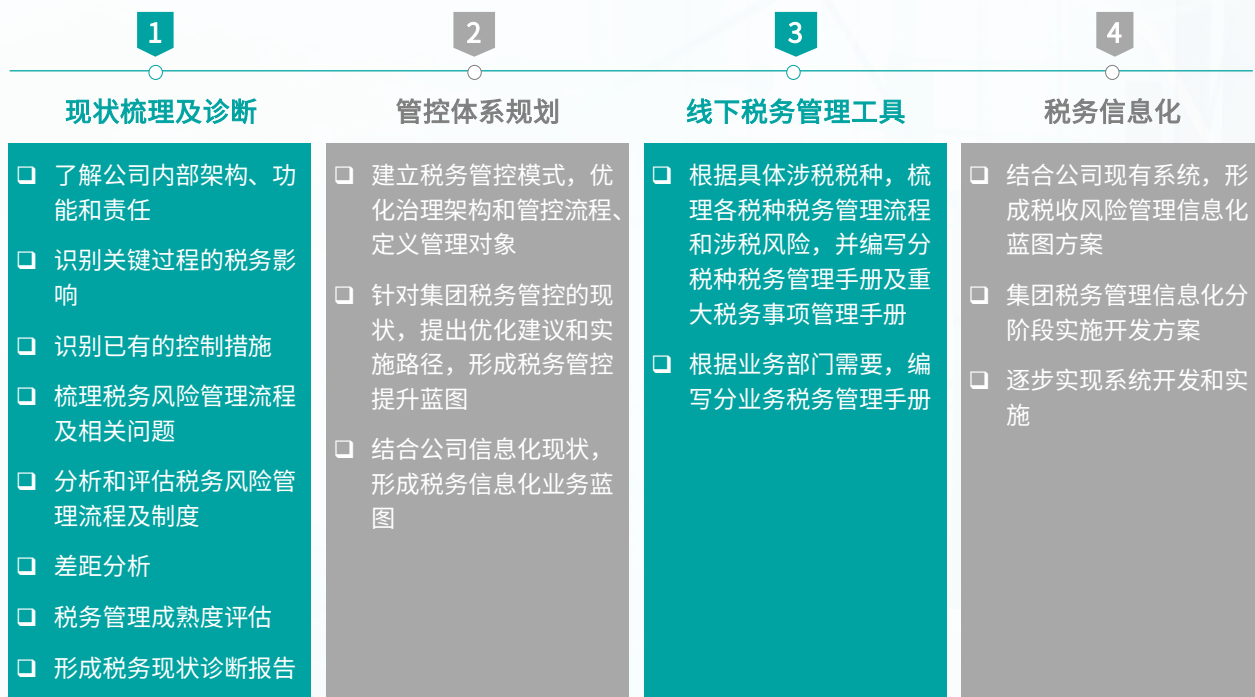 1
2
3
4
现状梳理及诊断
管控体系规划
线下税务管理工具
税务信息化
了解公司内部架构、功
能和责任
识别关键过程的税务影
响
识别已有的控制措施
梳理税务风险管理流程
及相关问题
分析和评估税务风险管
理流程及制度
差距分析
税务管理成熟度评估
形成税务现状诊断报告
建立税务管控模式，优
化治理架构和管控流程、
定义管理对象
针对集团税务管控的现
状，提出优化建议和实
施路径，形成税务管控
提升蓝图
结合公司信息化现状，
形成税务信息化业务蓝
图
根据具体涉税税种，梳
理各税种税务管理流程
和涉税风险，并编写分
税种税务管理手册及重
大税务事项管理手册
根据业务部门需要，编
写分业务税务管理手册
结合公司现有系统，形
成税收风险管理信息化
蓝图方案
集团税务管理信息化分
阶段实施开发方案
逐步实现系统开发和实
施